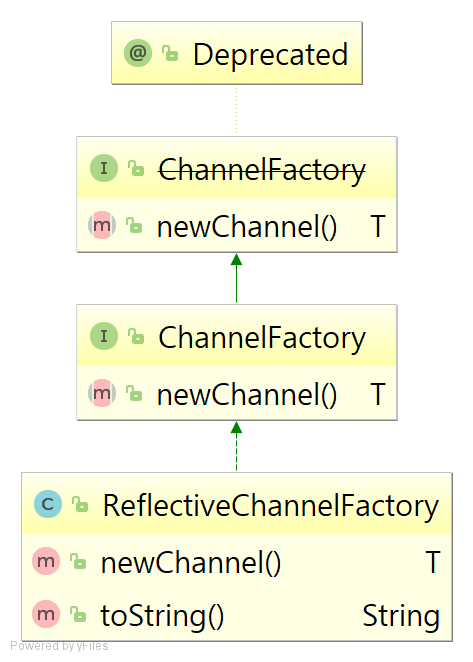 @ Deprecated
I ChannelFactory
m newChannel() T
I ChannelFactory
m newChannel() T
C ReflectiveChannelFactory
m newChannel() T
m toString() String
Powered by yFiles